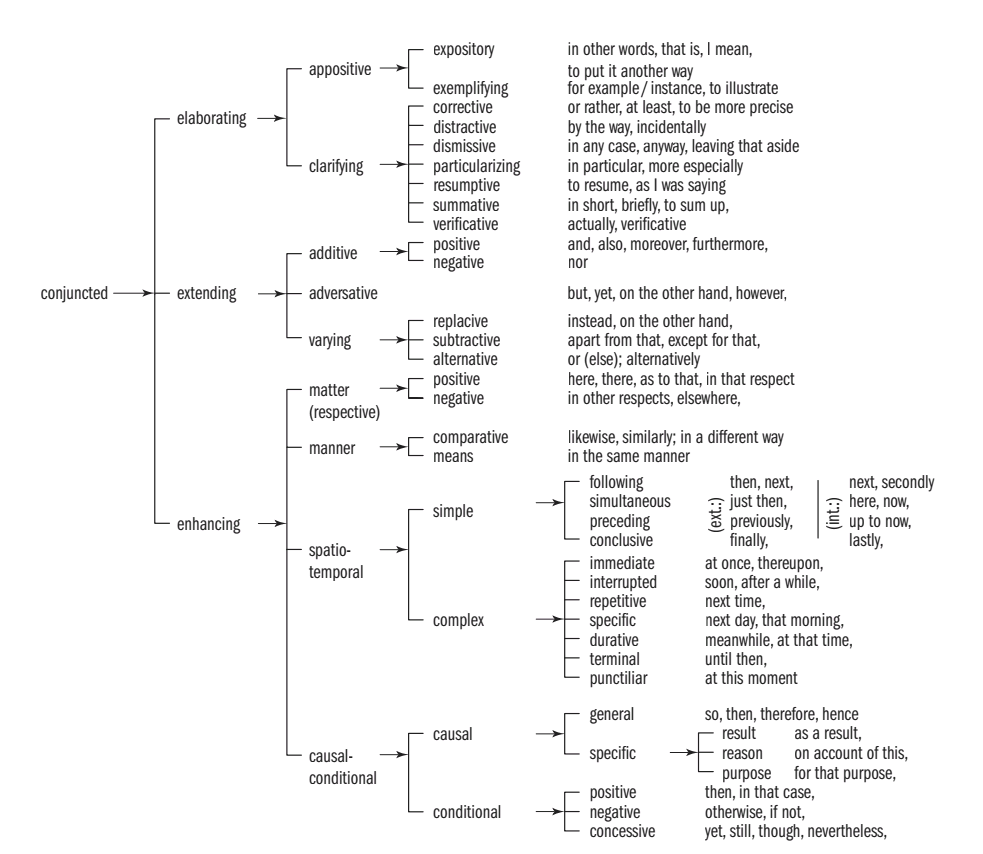 expository in other words, that is, I mean,
appositive to put it another way
exemplifying for example / instance, to illustrate
corrective or rather, at least, to be more precise
elaborating distractive by the way, incidentally
dismissive in any case, anyway, leaving that aside
clarifying particularizing in particular, more especially
resumptive to resume, as I was saying
summative in short, briefly, to sum up,
verificative actually, verificative
additive positive and, also, moreover, furthermore,
negative nor
conjuncted extending adversative but, yet, on the other hand, however,
replacive instead, on the other hand,
varying subtractive apart from that, except for that,
alternative or (else); alternatively
matter positive here, there, as to that, in that respect
(respective) negative in other respects, elsewhere,
manner comparative likewise, similarly; in a different way
means in the same manner
following then, next, next, secondly
simple simultaneous (ext.:) just then, (int.:) here, now,
enhancing preceding previously, up to now,
spatio- conclusive finally, lastly,
temporal immediate at once, thereupon,
interrupted soon, after a while,
repetitive next time,
complex specific next day, that morning,
durative meanwhile, at that time,
terminal until then,
punctiliar at this moment
general so, then, therefore, hence
causal result as a result,
causal- specific reason on account of this,
conditional purpose for that purpose,
positive then, in that case,
conditional negative otherwise, if not,
concessive yet, still, though, nevertheless,